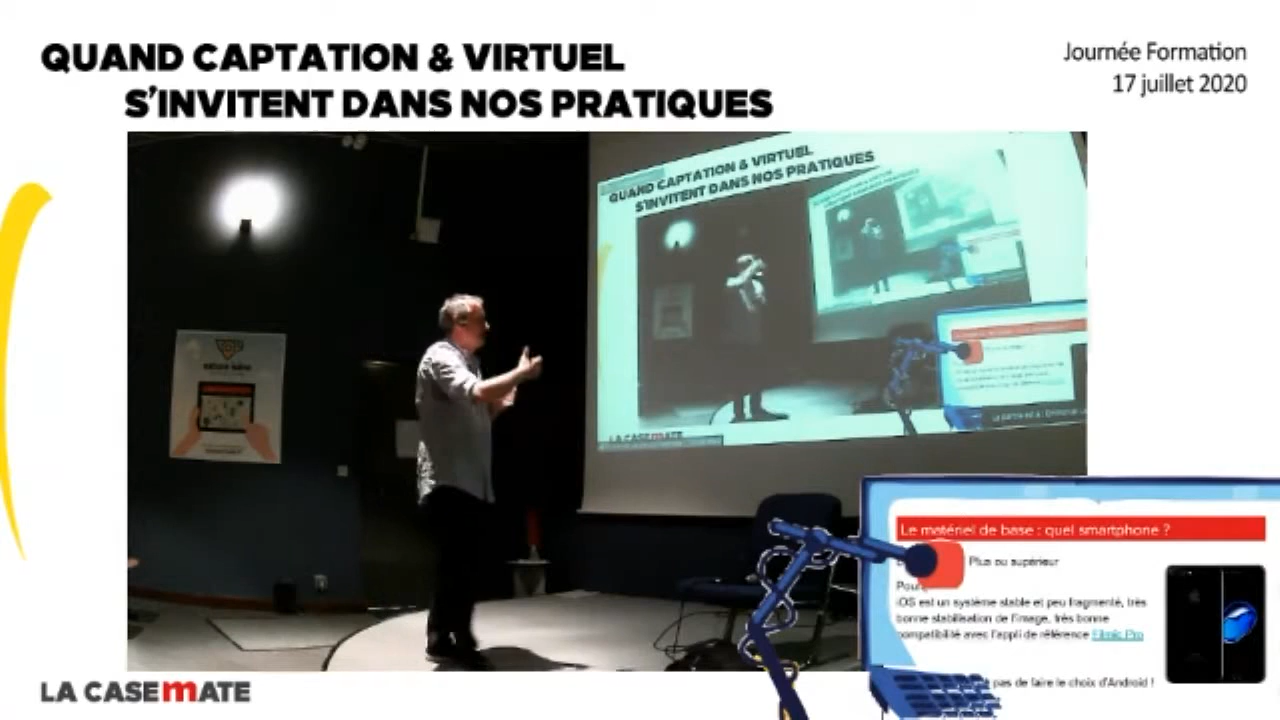 QUAND CAPTATION & VIRTUEL
S'INVITENT DANS NOS PRATIQUES
Journée Formation
17 juillet 2020
QUAND CAPTATION & VIRTUEL
S'INVITENT DANS NOS PRATIQUES
LA CASEMATE
Le matériel de base : quel smartphone ?
Plus ou supérieur
Pour
iOS est un système stable et peu fragmenté, très
bonne stabilisation de l'image, très bonne
compatibilité avec l'appli de référence Filmic Pro
pas de faire le choix d'Android !
LA CASEMATE